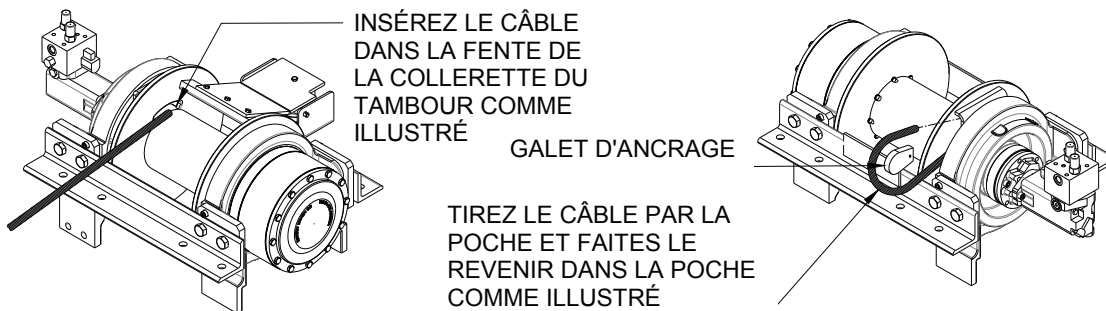 INSÉREZ LE CÂBLE
DANS LA FENTE DE
LA COLLERETTE DU
TAMBOUR COMME
ILLUSTRÉ
GALET D'ANCRAGE
TIREZ LE CÂBLE PAR LA
POCHE ET FAITES LE
REVENIR DANS LA POCHE
COMME ILLUSTRÉ